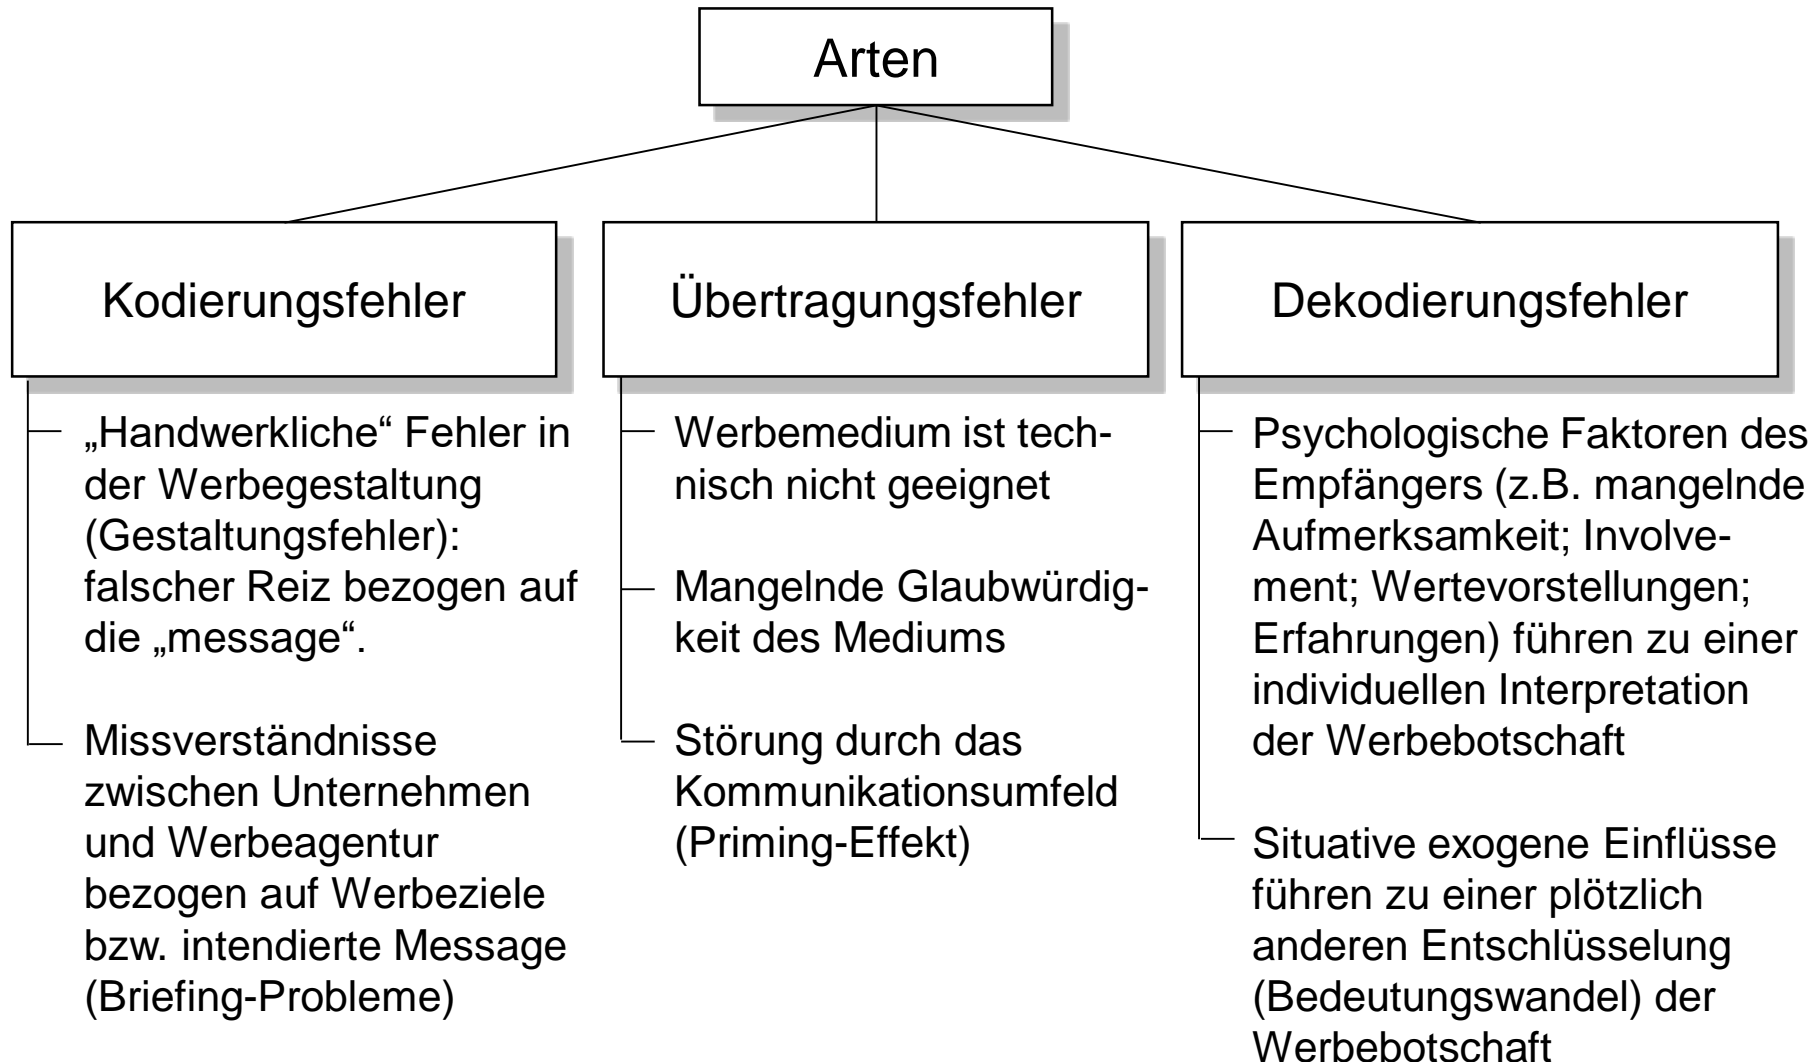 Arten
Kodierungsfehler
„Handwerkliche“ Fehler in
der Werbegestaltung
(Gestaltungsfehler):
falscher Reiz bezogen auf
die „message“.
Missverständnisse
zwischen Unternehmen
und Werbeagentur
bezogen auf Werbeziele
bzw. intendierte Message
(Briefing-Probleme)
Übertragungsfehler
Werbemedium ist tech-
nisch nicht geeignet
Mangelnde Glaubwürdig-
keit des Mediums
Störung durch das
Kommunikationsumfeld
(Priming-Effekt)
Dekodierungsfehler
Psychologische Faktoren des
Empfängers (z.B. mangelnde
Aufmerksamkeit; Involve-
ment; Wertevorstellungen;
Erfahrungen) führen zu einer
individuellen Interpretation
der Werbebotschaft
Situative exogene Einflüsse
führen zu einer plötzlich
anderen Entschlüsselung
(Bedeutungswandel) der
Werbebotschaft